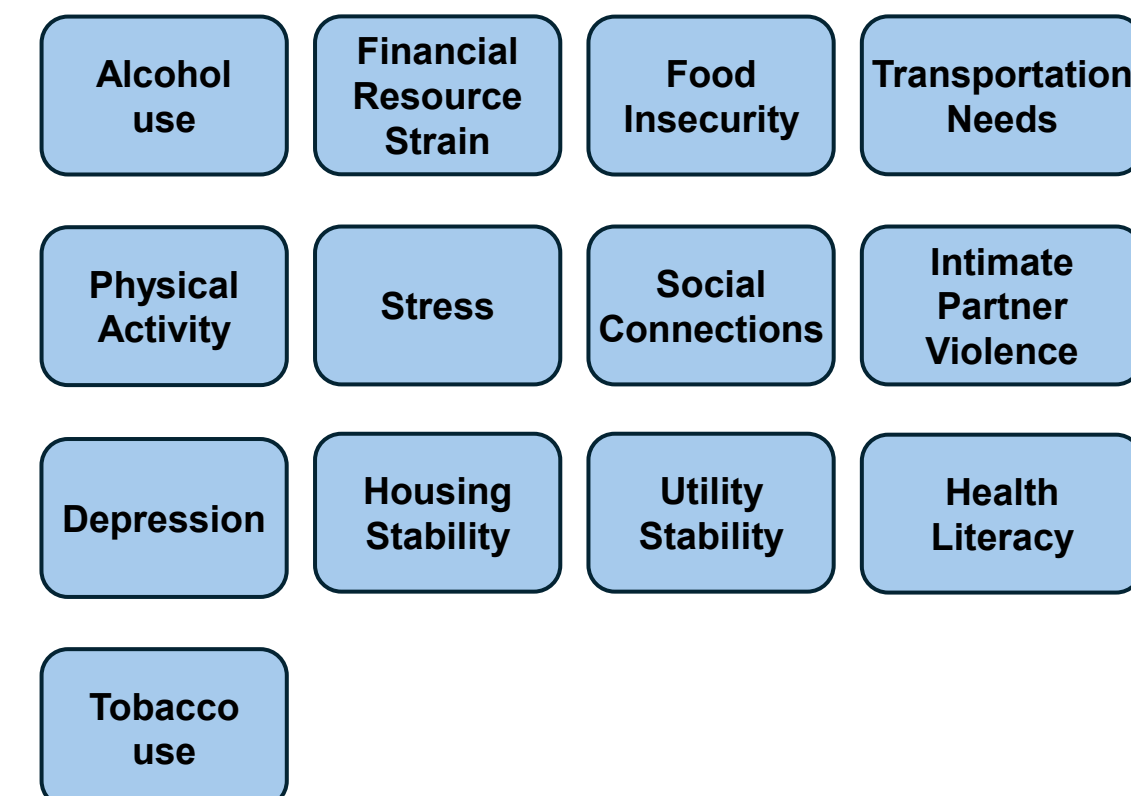 Alcohol
use
Financial
Resource
Strain
Food
Insecurity
Transportation
Needs
Physical
Activity
Stress
Social
Connections
Intimate
Partner
Violence
Depression
Housing
Stability
Utility
Stability
Health
Literacy
Tobacco
use